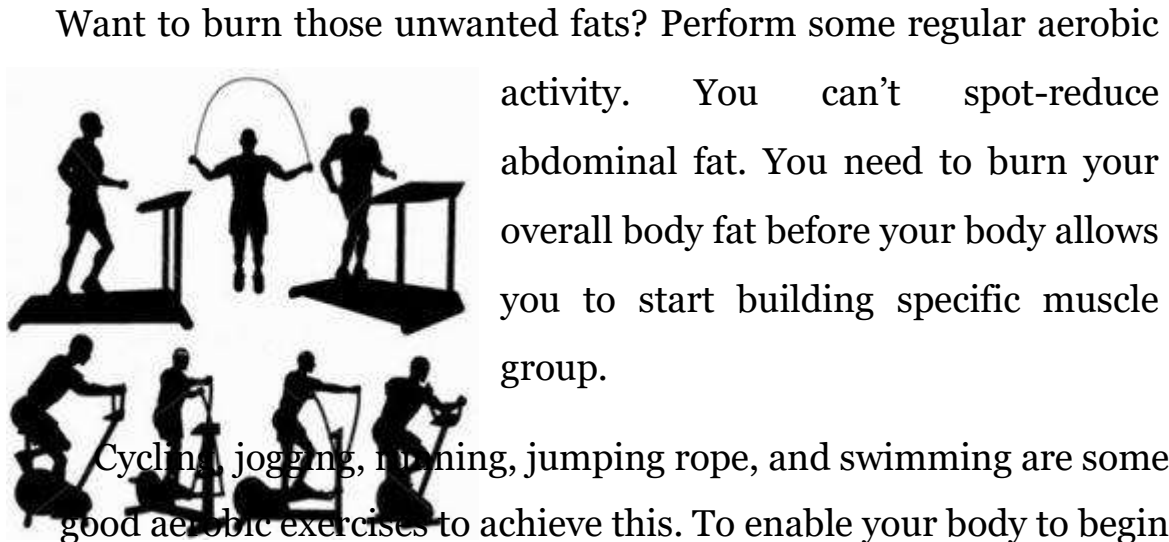 Want to burn those unwanted fats? Perform some regular aerobic
activity. You can’t spot-reduce
abdominal fat. You need to burn your
overall body fat before your body allows
you to start building specific muscle
group.
Cycling, jogging, running, jumping rope, and swimming are some
good aerobic exercises to achieve this. To enable your body to begin